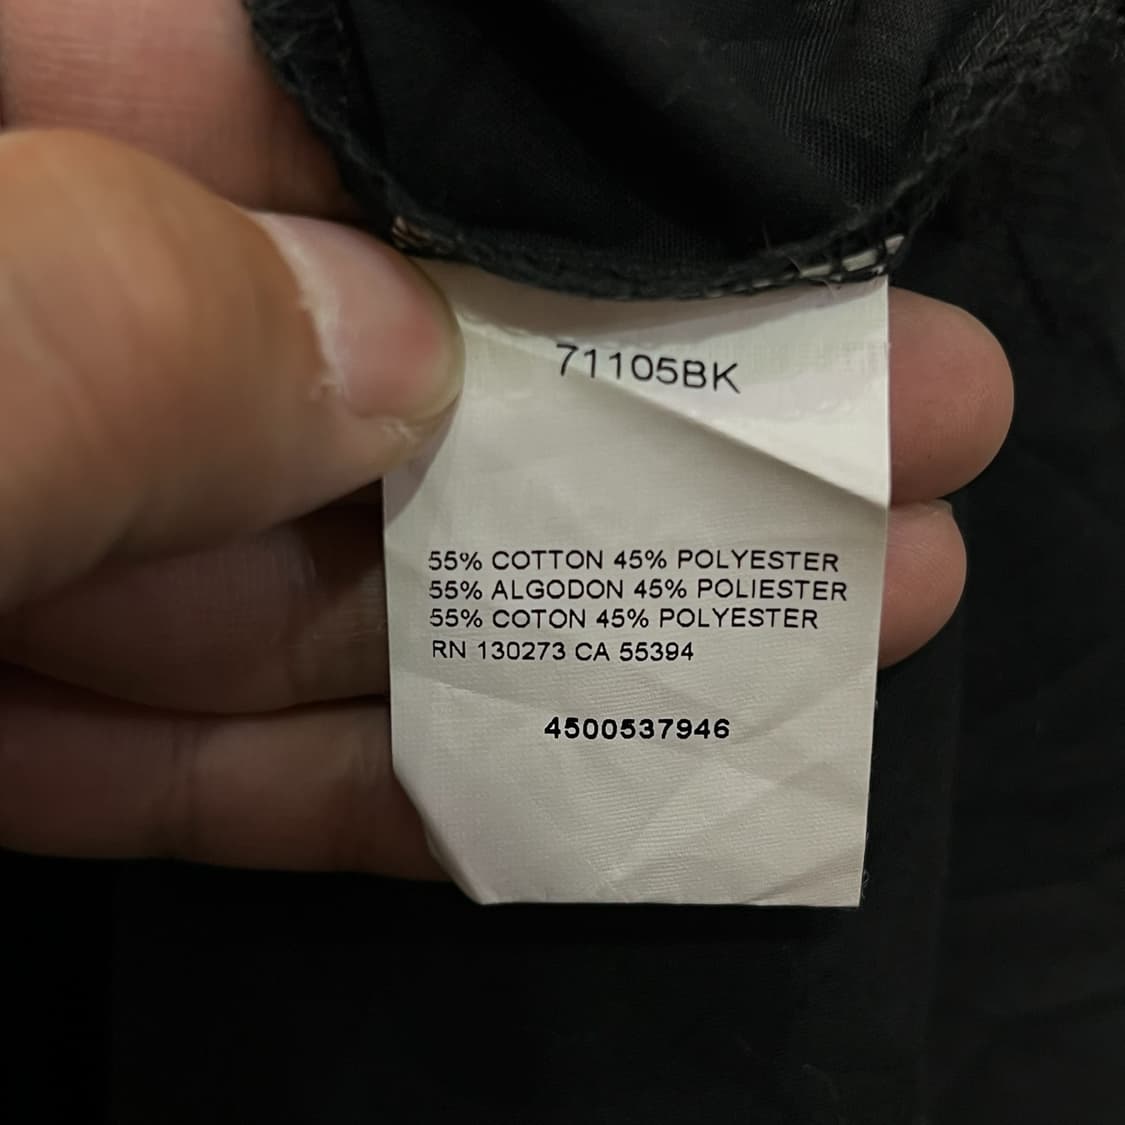 71105BK
55% COTTON 45% POLYESTER
55% ALGODON 45% POLIESTER
55% COTON 45% POLYESTER
RN 130273 CA 55394
4500537946